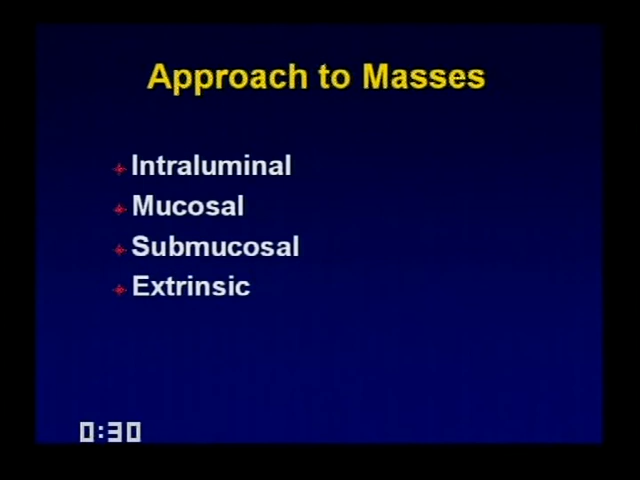 Approach to Masses
Intraluminal
Mucosal
Submucosal
Extrinsic
0:30